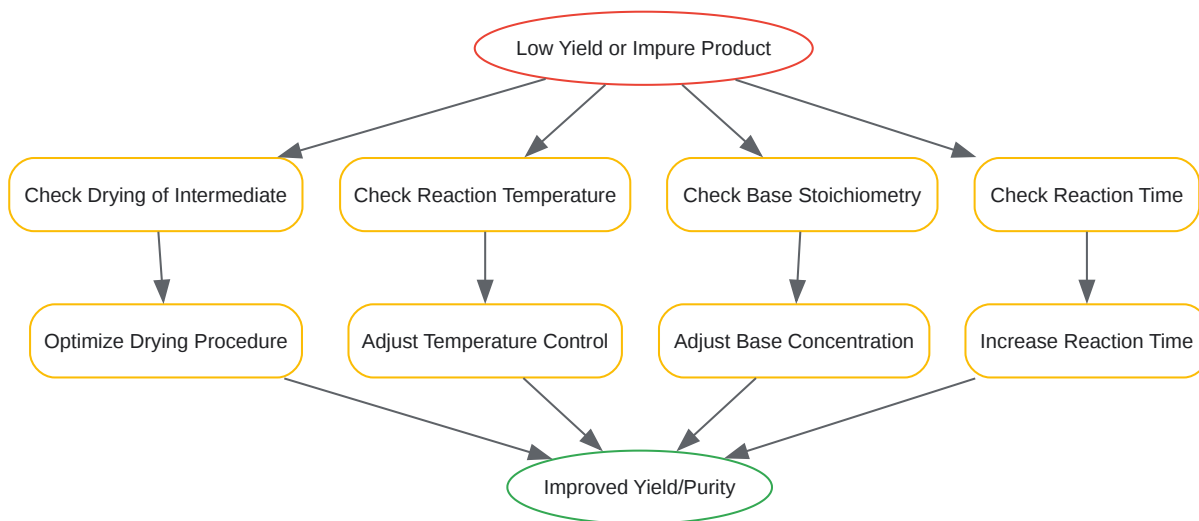 Low Yield or Impure Product
Check Drying of Intermediate
Check Reaction Temperature
Check Base Stoichiometry
Check Reaction Time
Optimize Drying Procedure
Adjust Temperature Control
Adjust Base Concentration
Increase Reaction Time
Improved Yield/Purity